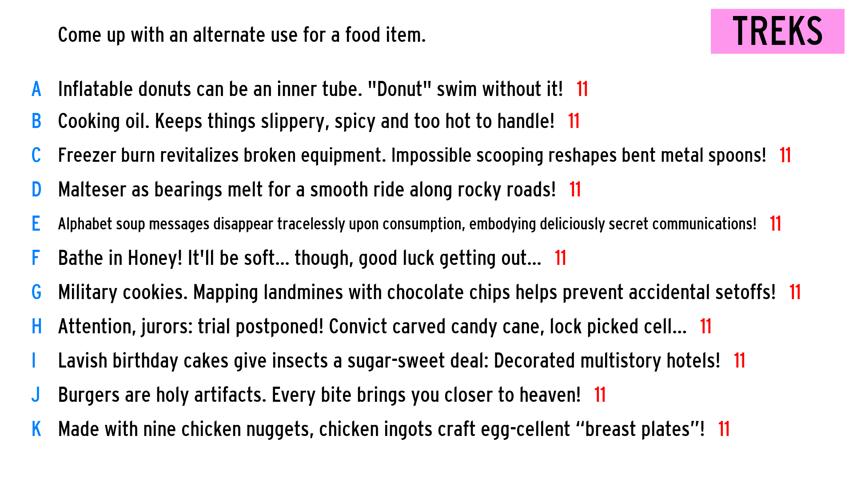 Come up with an alternate use for a food item.
TREKS
A Inflatable donuts can be an inner tube. "Donut" swim without it! 11
B Cooking oil. Keeps things slippery, spicy and too hot to handle! 11
C Freezer burn revitalizes broken equipment. Impossible scooping reshapes bent metal spoons! 11
D Malteser as bearings melt for a smooth ride along rocky roads! 11
E Alphabet soup messages disappear tracelessly upon consumption, embodying deliciously secret communications! 11
F Bathe in Honey! It'll be soft... though, good luck getting out... 11
G Military cookies. Mapping landmines with chocolate chips helps prevent accidental setoffs! 11
H Attention, jurors: trial postponed! Convict carved candy cane, lock picked cell... 11
I Lavish birthday cakes give insects a sugar-sweet deal: Decorated multistory hotels! 11
J Burgers are holy artifacts. Every bite brings you closer to heaven! 11
K Made with nine chicken nuggets, chicken ingots craft egg-cellent “breast plates”! 11